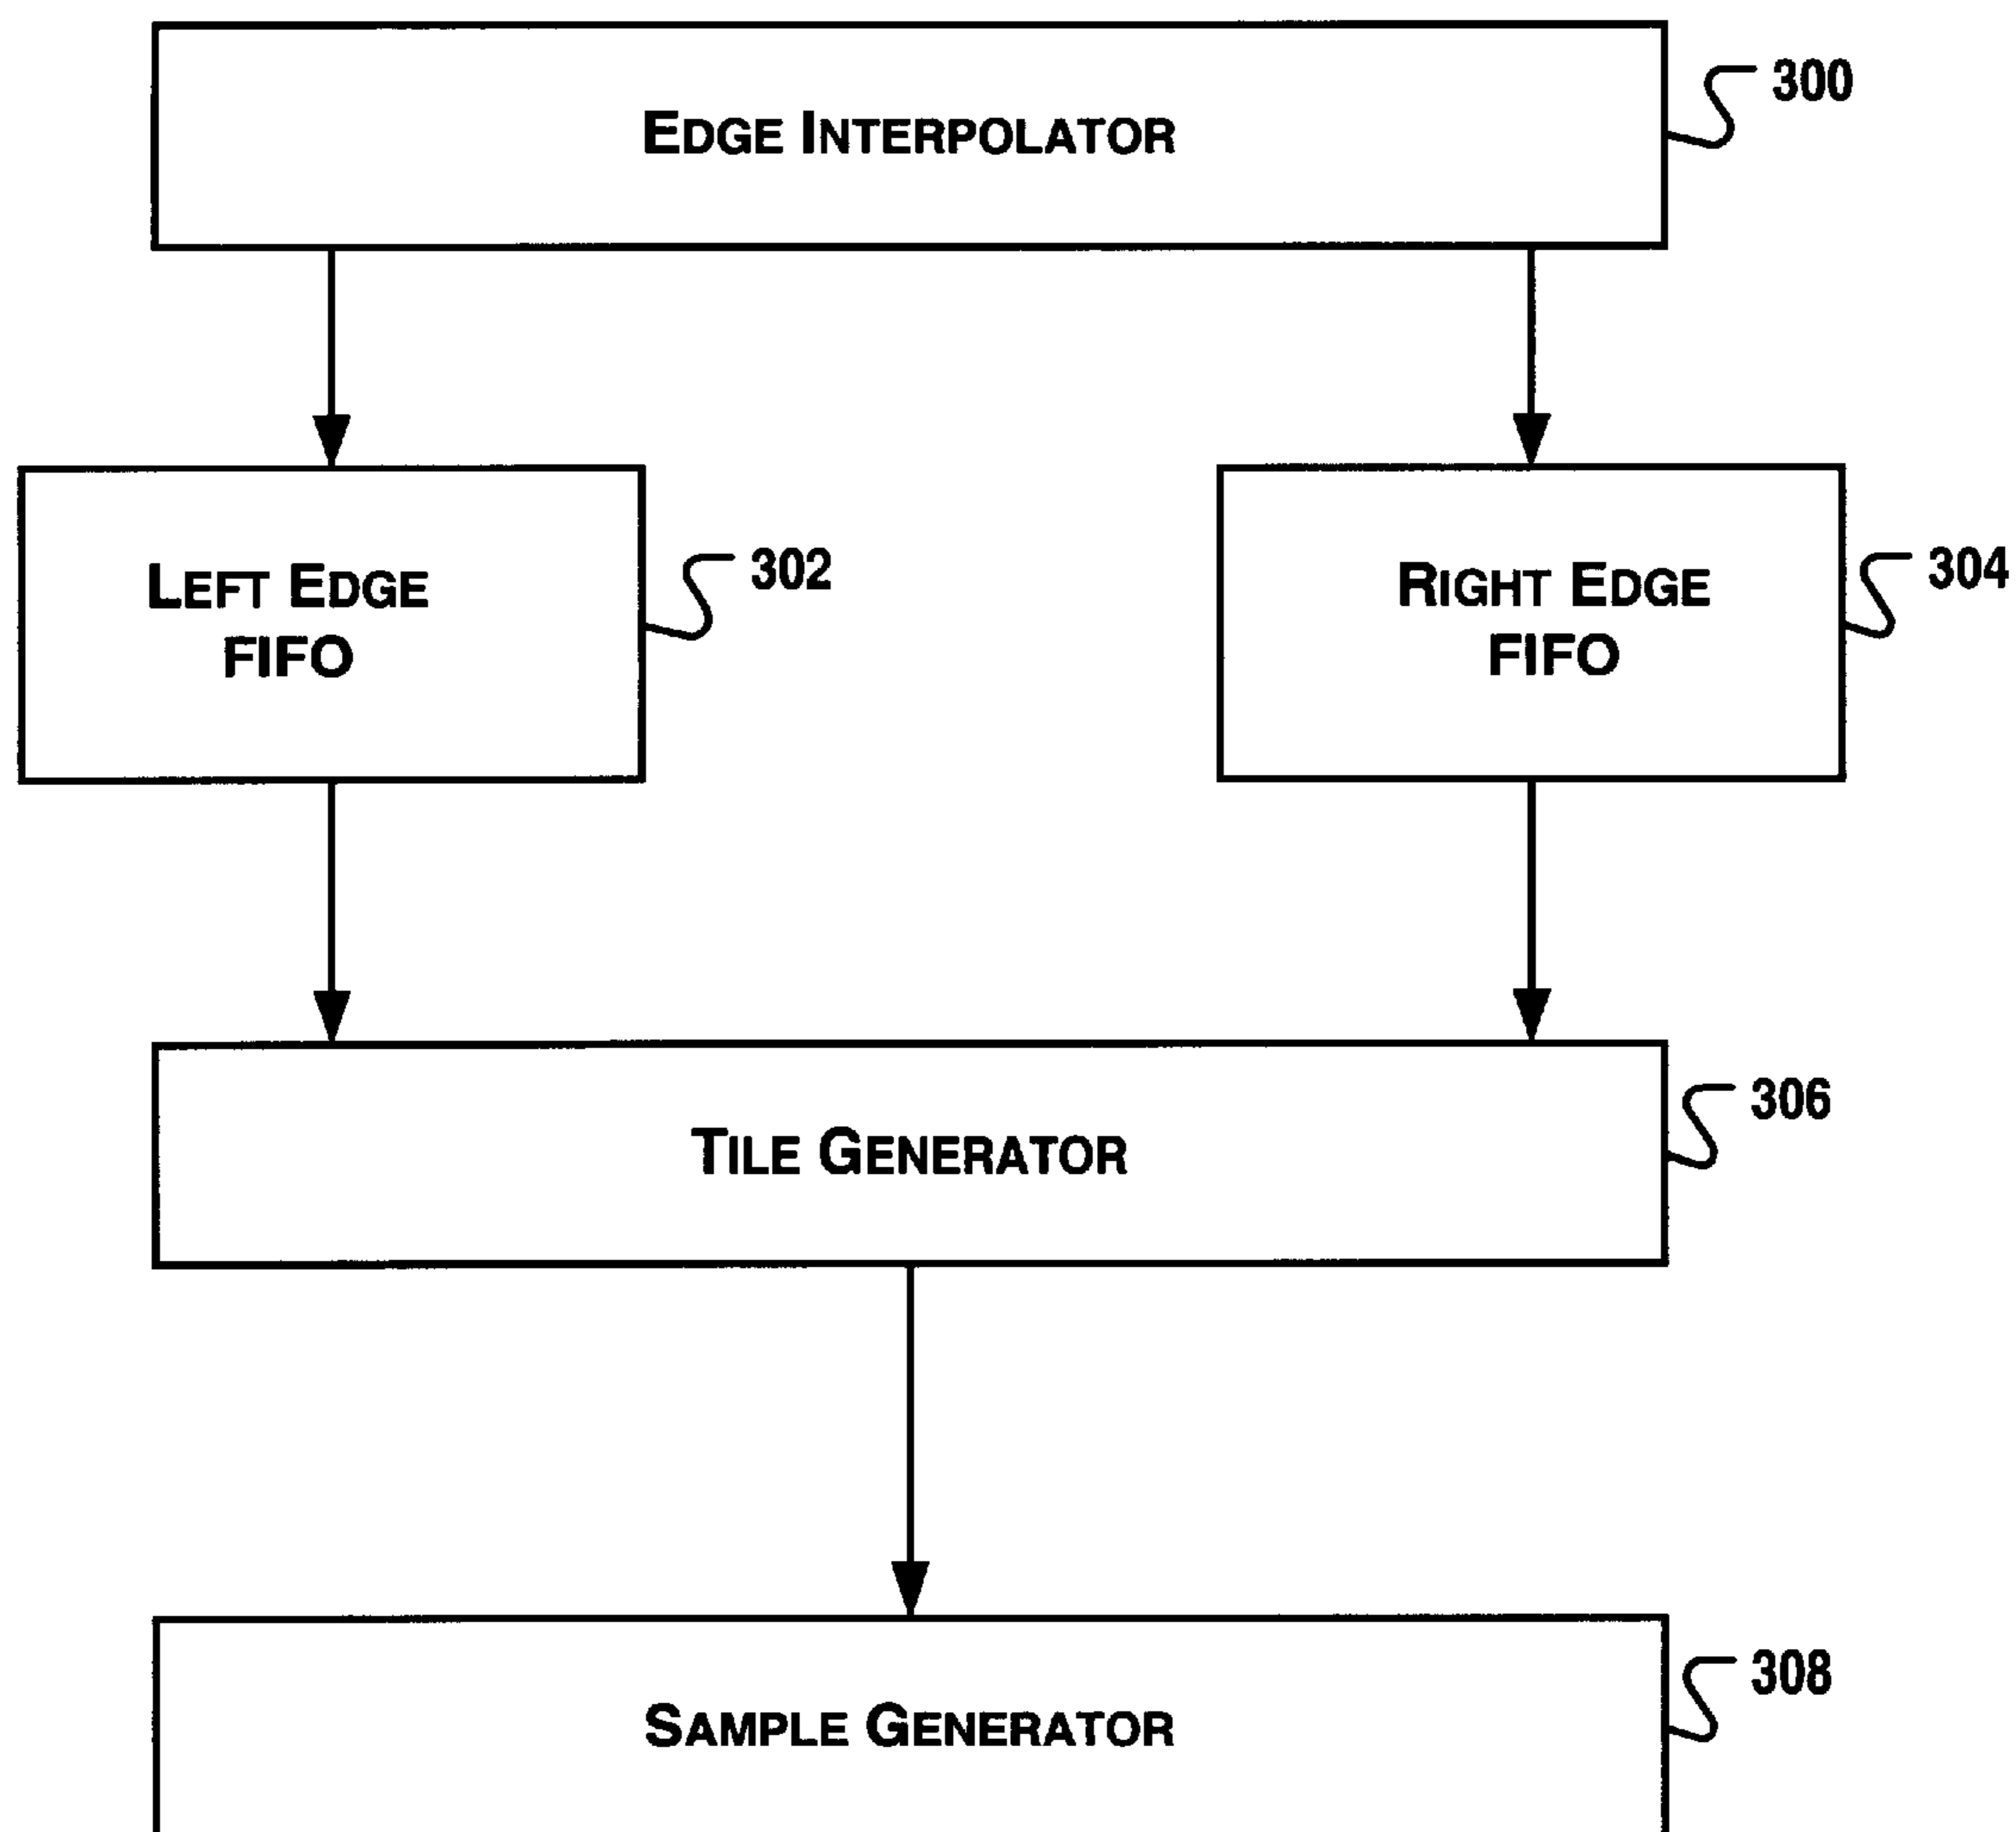 EDGE INTERPOLATOR
300
LEFT EDGE
FIFO
302
RIGHT EDGE
FIFO
304
TILE GENERATOR
306
SAMPLE GENERATOR
308